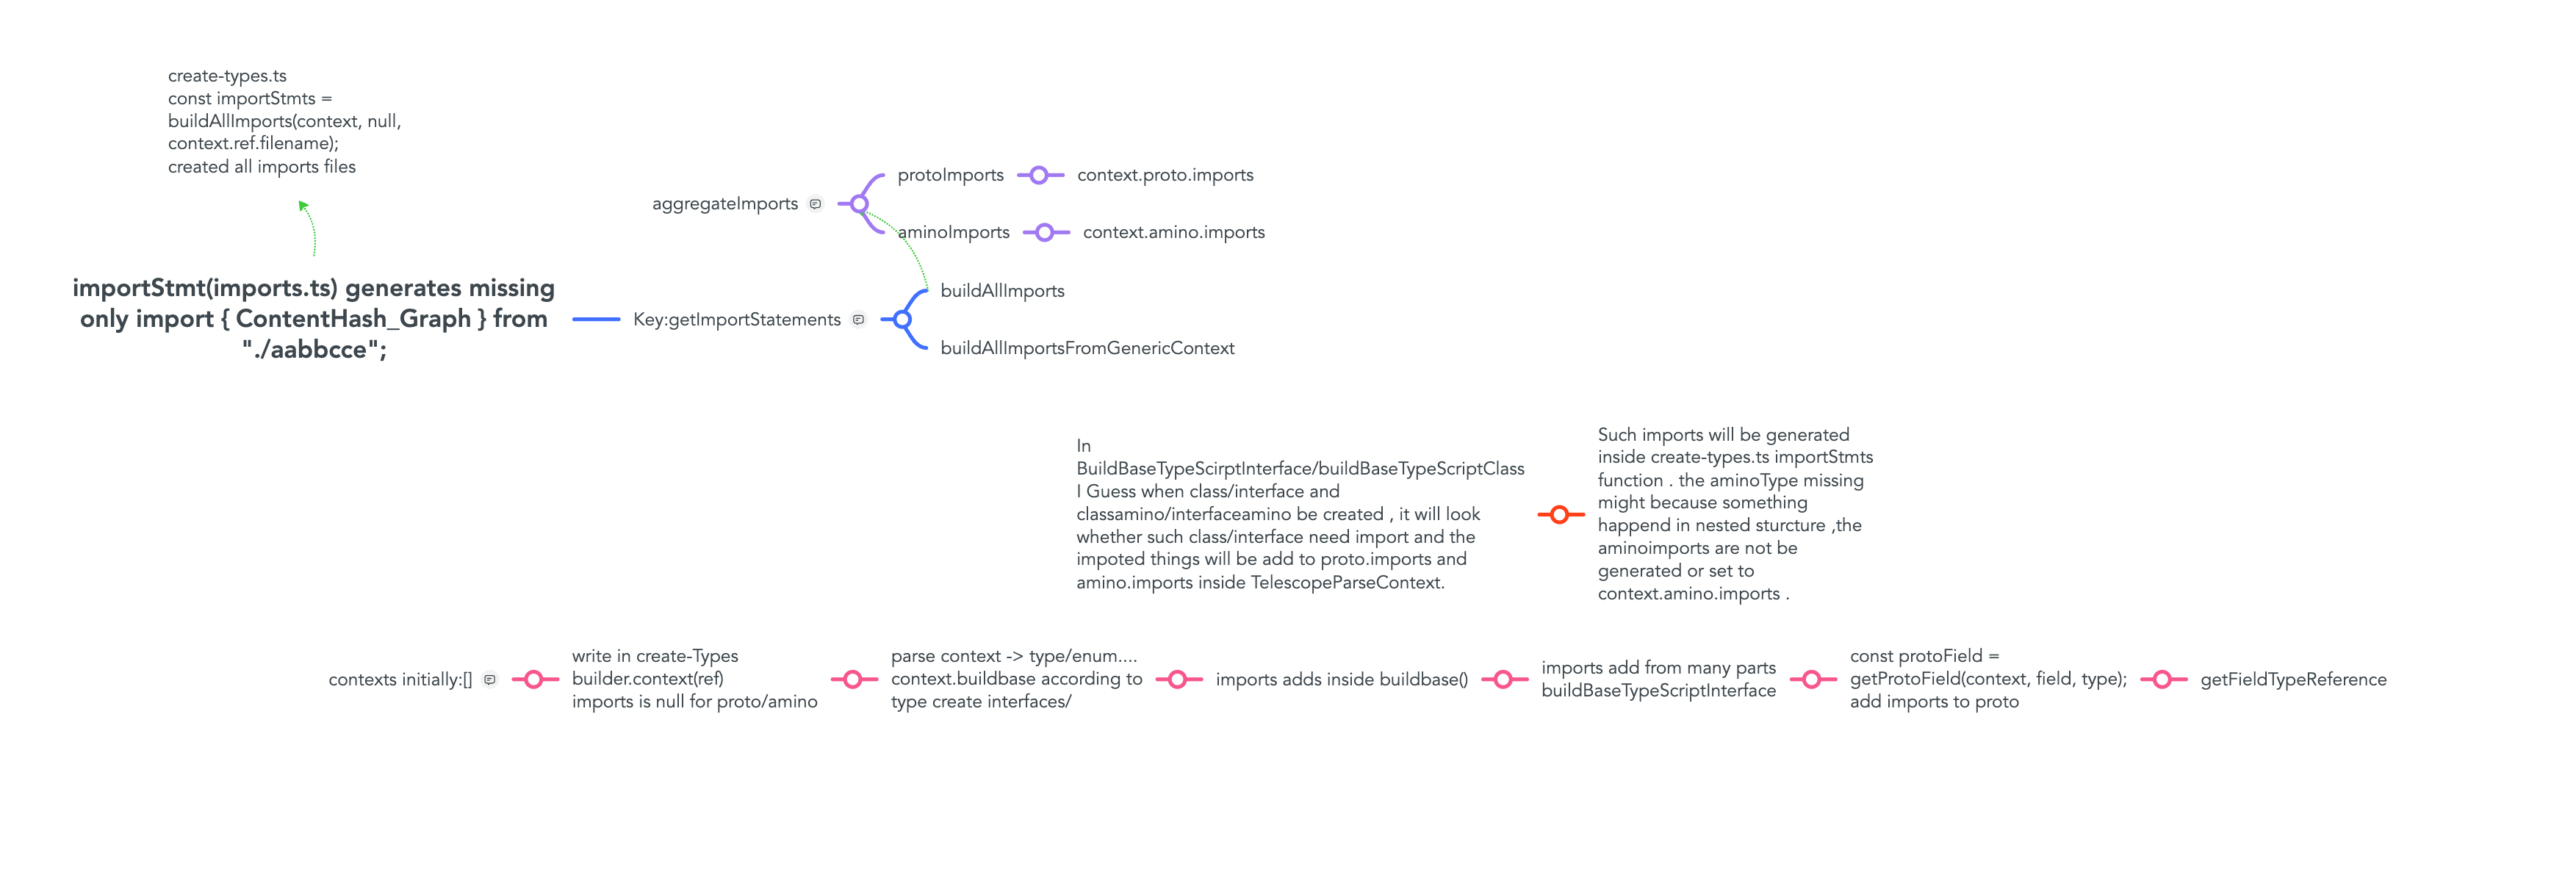 create-types.ts
const importStmts =
buildAllImports(context, null,
context.ref.filename);
created all imports files
importStmt(imports.ts) generates missing
only import { ContentHash_Graph } from
"./aabbcce";
aggregateImports
protoImports
context.proto.imports
aminoImports
context.amino.imports
Key:getImportStatements
buildAllImports
buildAllImportsFromGenericContext
In
BuildBaseTypeScirptInterface/buildBaseTypeScriptClass
I Guess when class/interface and
classamino/interfaceamino be created , it will look
whether such class/interface need import and the
impoted things will be add to proto.imports and
amino.imports inside TelescopeParseContext.
Such imports will be generated
inside create-types.ts importStmts
function . the aminoType missing
might because something
happend in nested sturcture ,the
aminoimports are not be
generated or set to
context.amino.imports .
contexts initially:[]
write in create-Types
builder.context(ref)
imports is null for proto/amino
parse context -> type/enum....
context.buildbase according to
type create interfaces/
imports adds inside buildbase()
imports add from many parts
buildBaseTypeScriptInterface
const protoField =
getProtoField(context, field, type);
add imports to proto
getFieldTypeReference